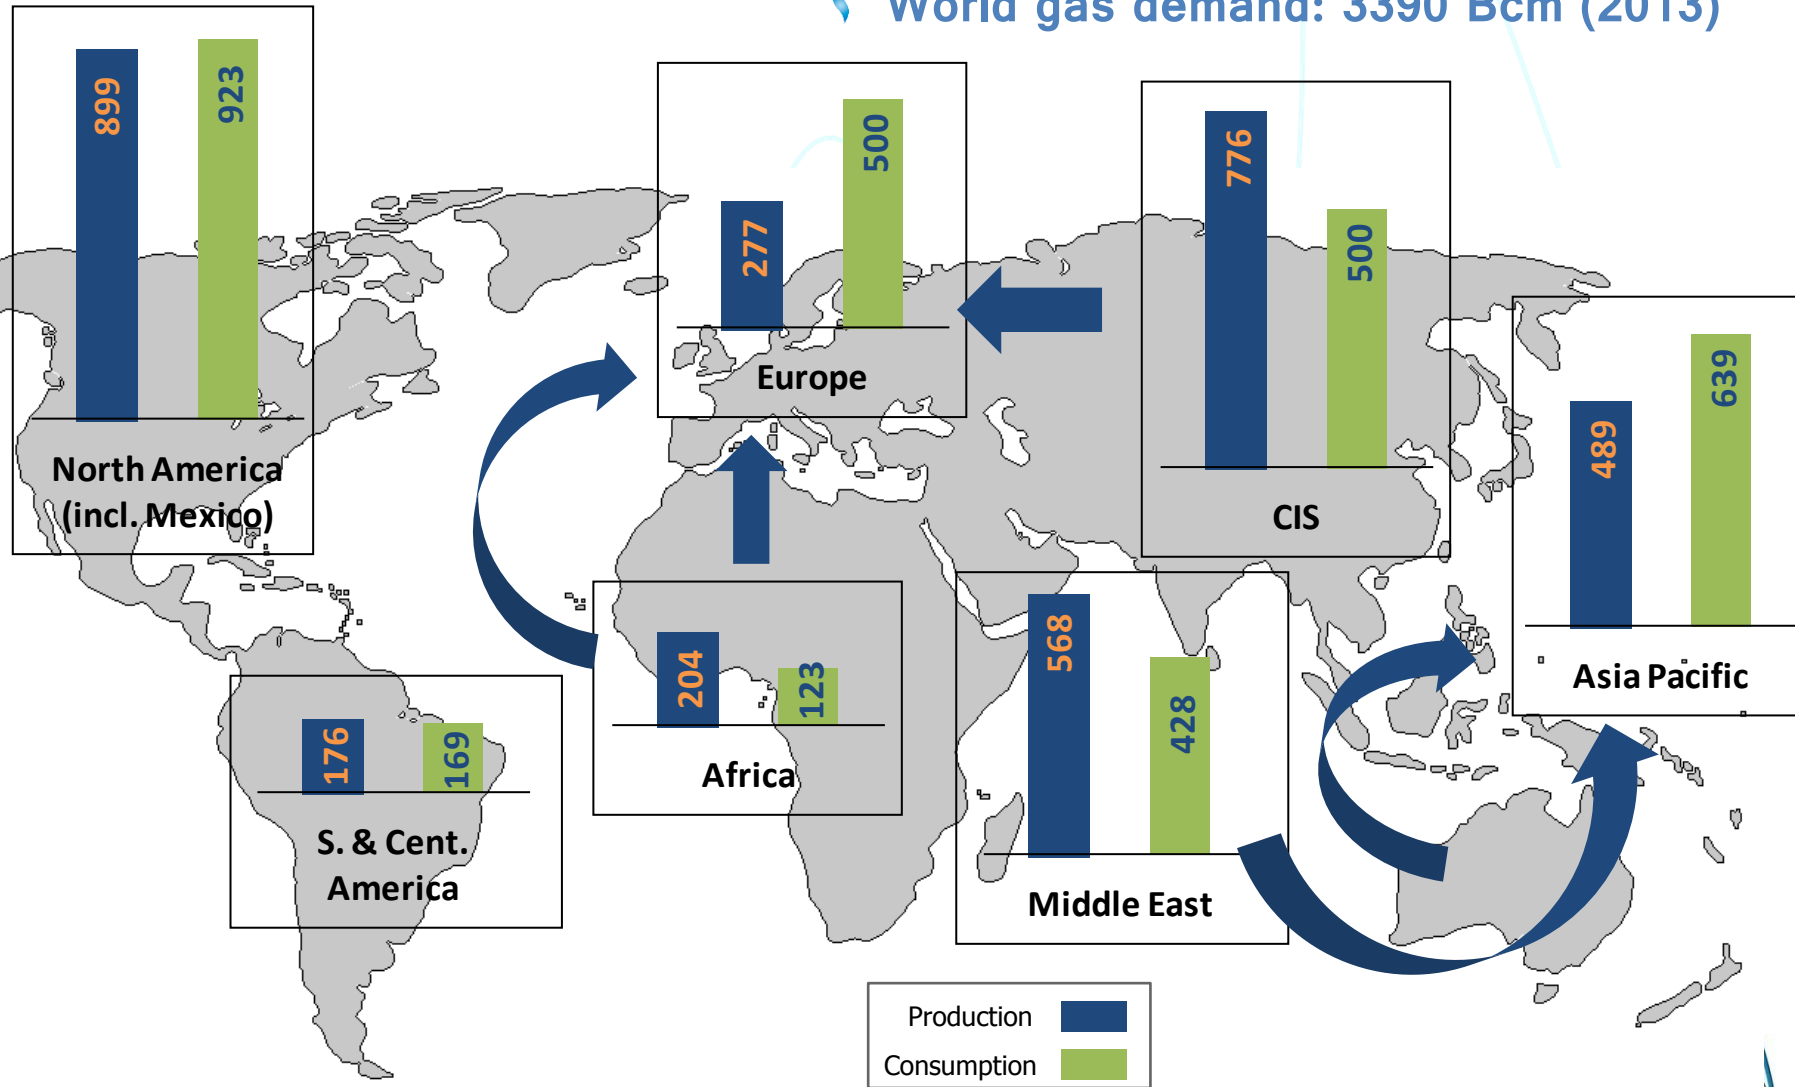 World gas demand: 3390 Bcm (2013)
899
923
North America
(incl. Mexico)
277
500
Europe
776
500
CIS
489
639
Asia Pacific
204
123
Africa
568
428
Middle East
176
169
S. & Cent.
America
Production
Consumption